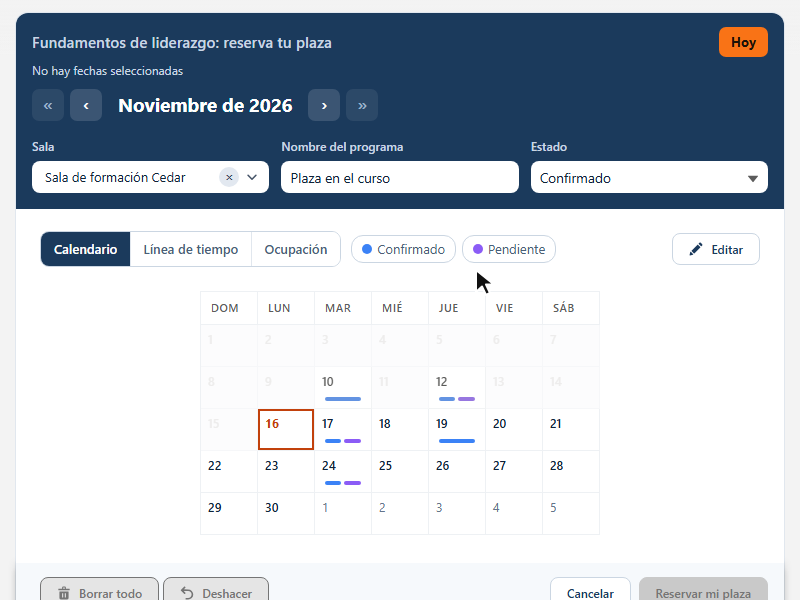 Fundamentos de liderazgo: reserva tu plaza
Hoy
No hay fechas seleccionadas
« ‹ Noviembre de 2026 › »
Sala Nombre del programa Estado
Sala de formación Cedar × Plaza en el curso Confirmado
Calendario Línea de tiempo Ocupación Confirmado Pendiente Editar
DOM LUN MAR MIÉ JUE VIE SÁB
1 2 3 4 5 6 7
8 9 10 11 12 13 14
15 16 17 18 19 20 21
22 23 24 25 26 27 28
29 30 1 2 3 4 5
Borrar todo Deshacer Cancelar Reservar mi plaza